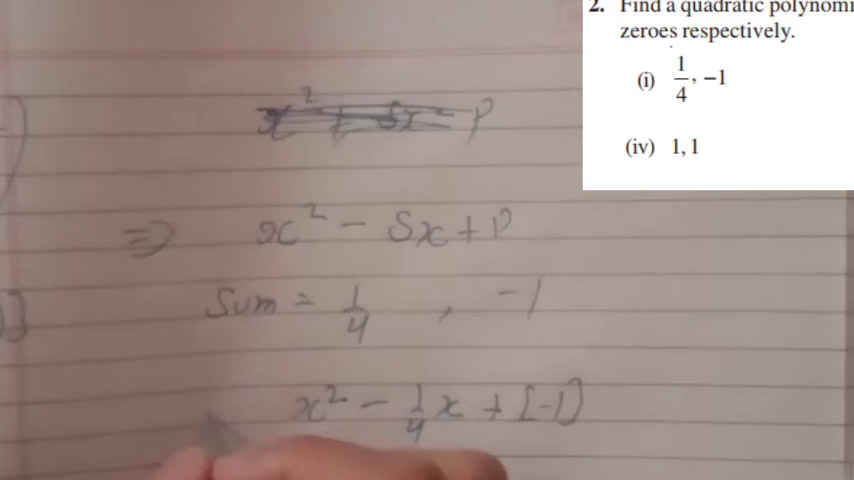 2. Find a quadratic polynomi
zeroes respectively.
(i) 1/4, −1
(iv) 1, 1
x² + Sx P
⇒ x² − Sx + P
Sum = 1/4 , −1
x² − 1/4 x + [−1]